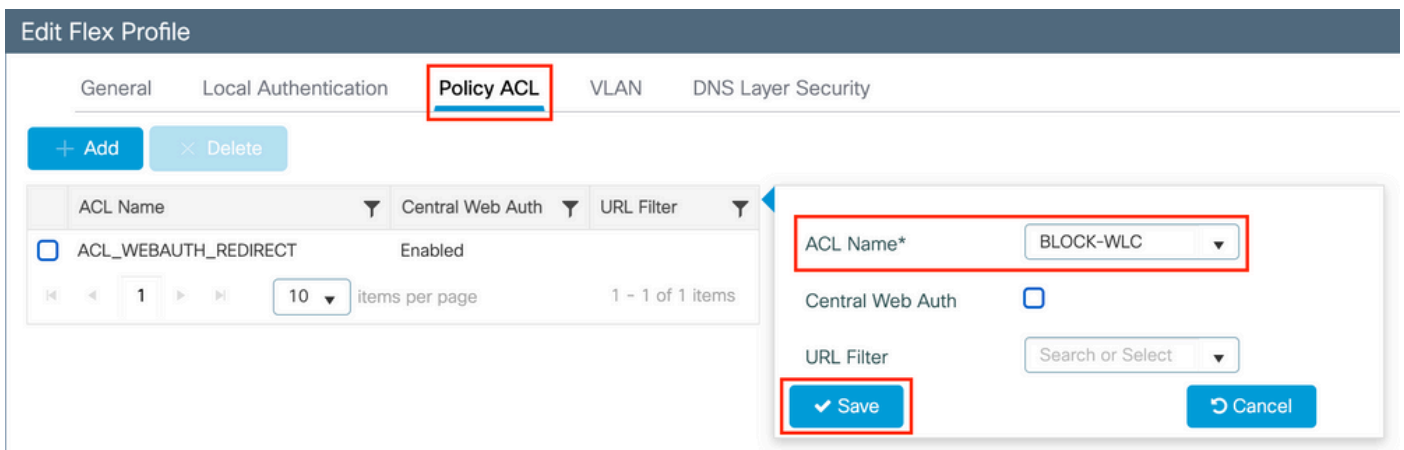 Edit Flex Profile
General Local Authentication Policy ACL VLAN DNS Layer Security
+ Add × Delete
ACL Name Central Web Auth URL Filter
ACL_WEBAUTH_REDIRECT Enabled
1 10 items per page 1 - 1 of 1 items
ACL Name* BLOCK-WLC
Central Web Auth
URL Filter Search or Select
Save Cancel